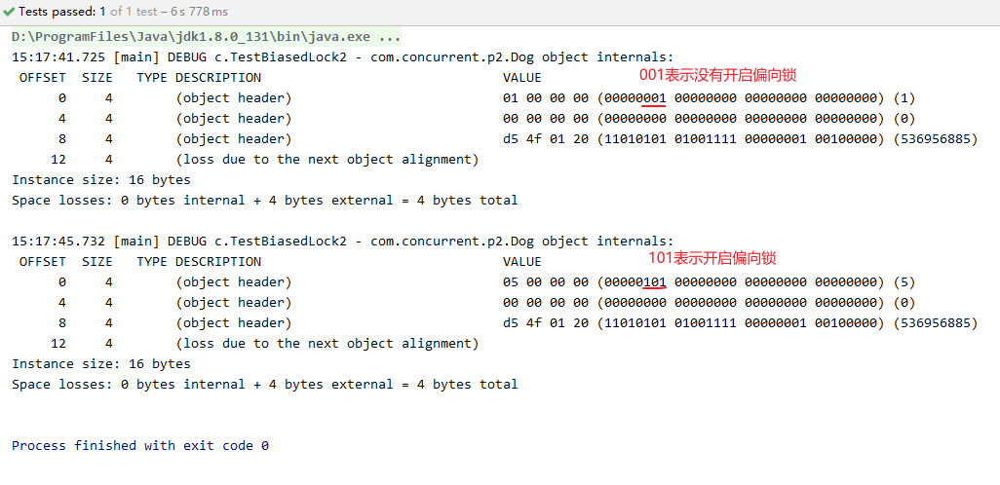 Tests passed: 1 of 1 test – 6 s 778 ms
D:\ProgramFiles\Java\jdk1.8.0_131\bin\java.exe ...
15:17:41.725 [main] DEBUG c.TestBiasedLock2 - com.concurrent.p2.Dog object internals:
OFFSET  SIZE   TYPE DESCRIPTION                               VALUE
001表示没有开启偏向锁
0     4        (object header)                           01 00 00 00 (00000001 00000000 00000000 00000000) (1)
4     4        (object header)                           00 00 00 00 (00000000 00000000 00000000 00000000) (0)
8     4        (object header)                           d5 4f 01 20 (11010101 01001111 00000001 00100000) (536956885)
12     4        (loss due to the next object alignment)
Instance size: 16 bytes
Space losses: 0 bytes internal + 4 bytes external = 4 bytes total
15:17:45.732 [main] DEBUG c.TestBiasedLock2 - com.concurrent.p2.Dog object internals:
OFFSET  SIZE   TYPE DESCRIPTION                               VALUE
101表示开启偏向锁
0     4        (object header)                           05 00 00 00 (00000101 00000000 00000000 00000000) (5)
4     4        (object header)                           00 00 00 00 (00000000 00000000 00000000 00000000) (0)
8     4        (object header)                           d5 4f 01 20 (11010101 01001111 00000001 00100000) (536956885)
12     4        (loss due to the next object alignment)
Instance size: 16 bytes
Space losses: 0 bytes internal + 4 bytes external = 4 bytes total
Process finished with exit code 0